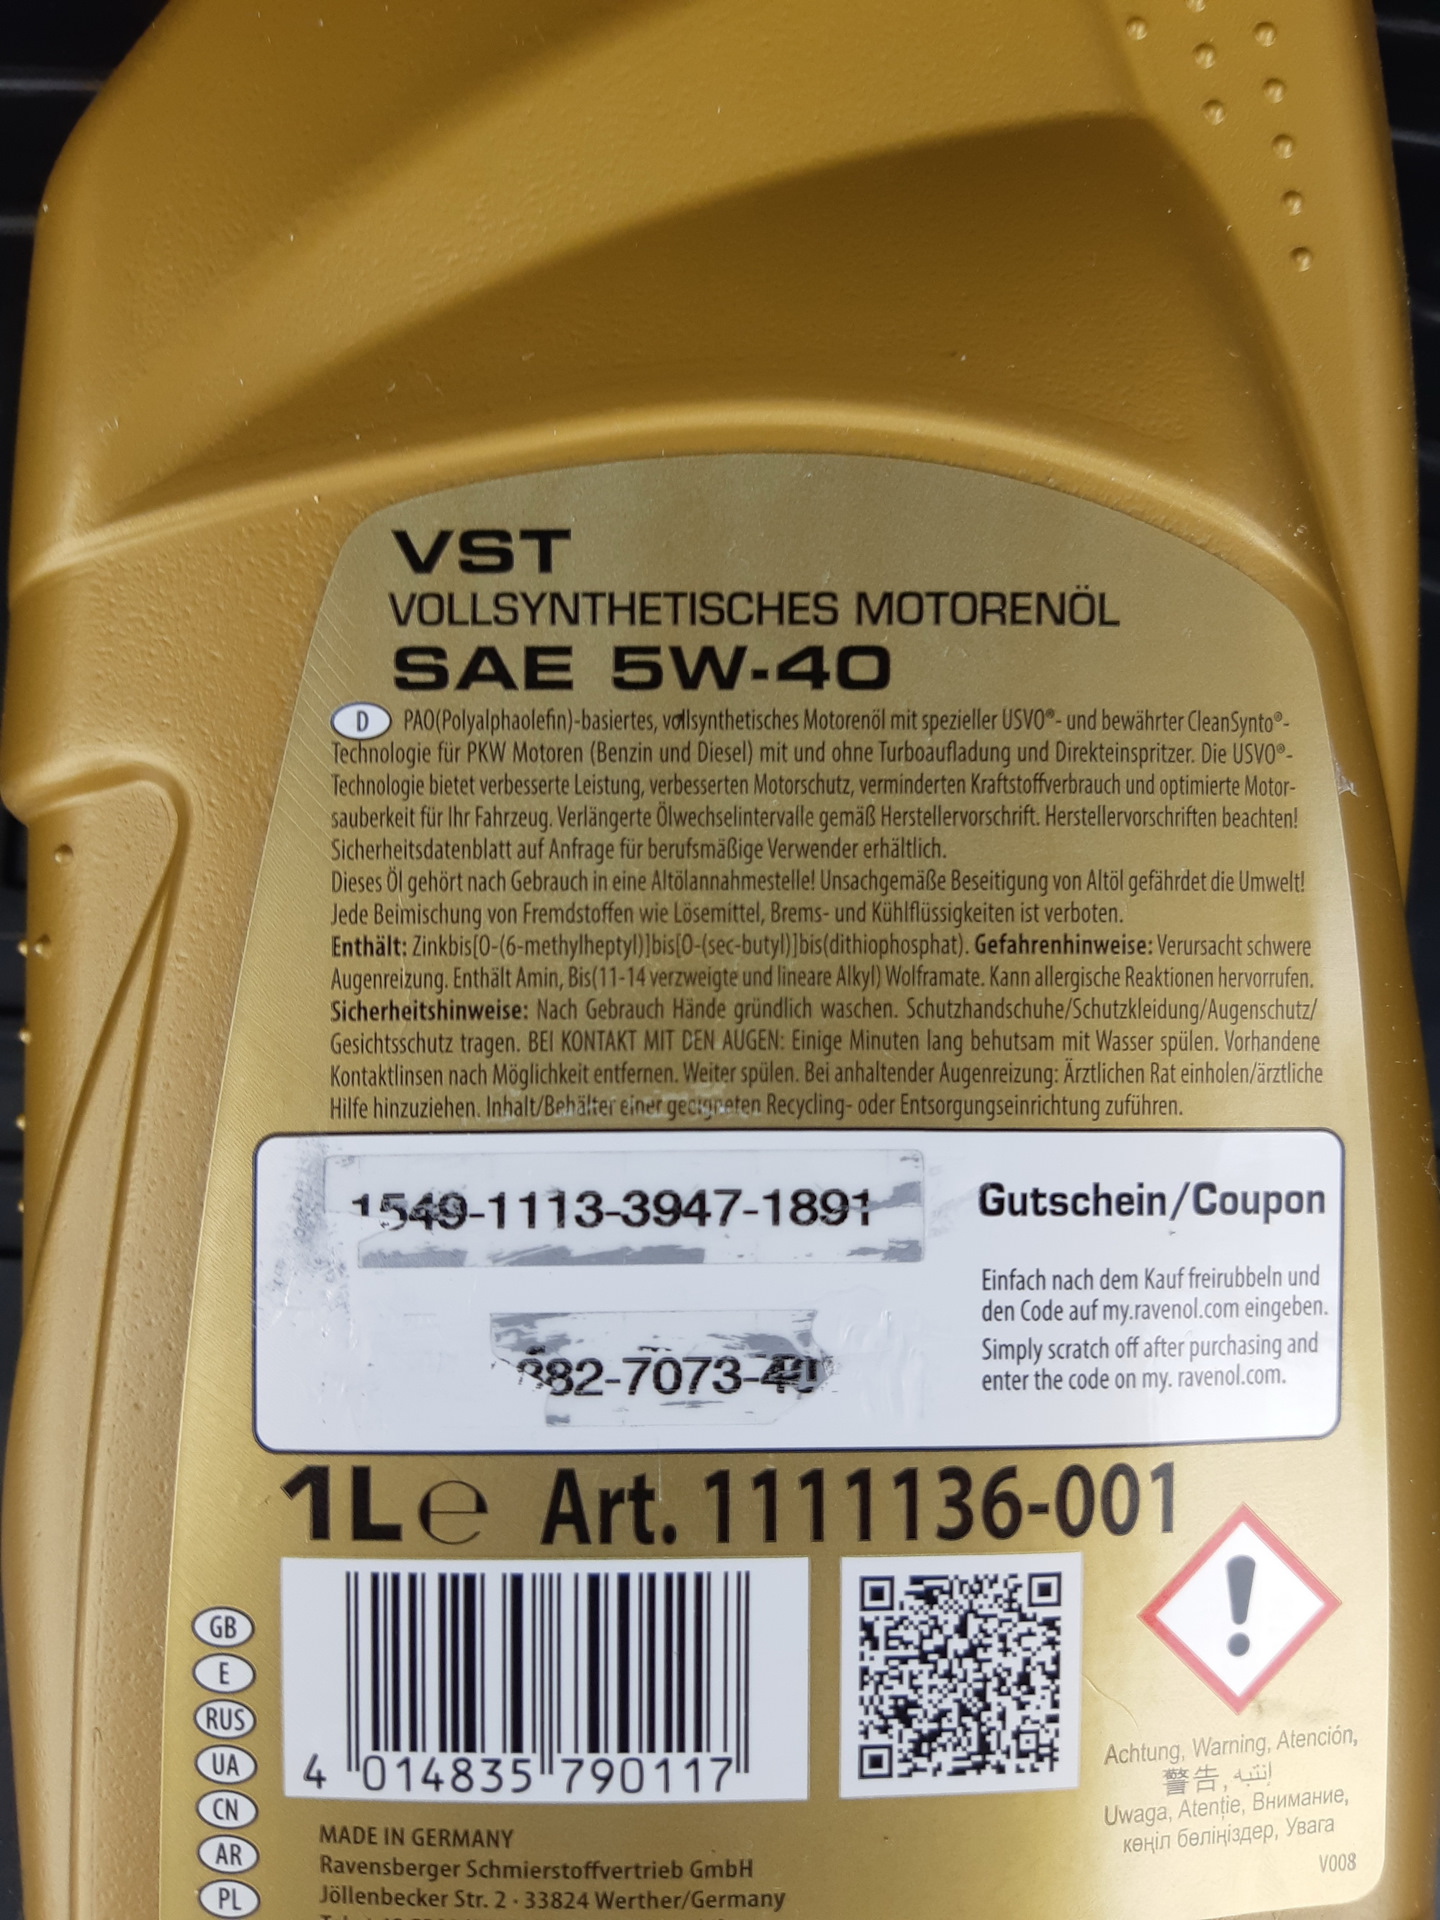 VST
VOLLSYNTHETISCHES MOTORENÖL
SAE 5W-40
D PAO(Polyalphaolefin)-basiertes, vollsynthetisches Motorenöl mit spezieller USVO®- und bewährter CleanSynto®-
Technologie für PKW Motoren (Benzin und Diesel) mit und ohne Turboaufladung und Direkteinspritzer. Die USVO®-
Technologie bietet verbesserte Leistung, verbesserten Motorschutz, verminderten Kraftstoffverbrauch und optimierte Motor-
sauberkeit für Ihr Fahrzeug. Verlängerte Ölwechselintervalle gemäß Herstellervorschrift. Herstellervorschriften beachten!
Sicherheitsdatenblatt auf Anfrage für berufsmäßige Verwender erhältlich.
Dieses Öl gehört nach Gebrauch in eine Altölannahmestelle! Unsachgemäße Beseitigung von Altöl gefährdet die Umwelt!
Jede Beimischung von Fremdstoffen wie Lösemittel, Brems- und Kühlflüssigkeiten ist verboten.
Enthält: Zinkbis[O-(6-methylheptyl)]bis[O-(sec-butyl)]bis(dithiophosphat). Gefahrenhinweise: Verursacht schwere
Augenreizung. Enthält Amin, Bis(11-14 verzweigte und lineare Alkyl) Wolframate. Kann allergische Reaktionen hervorrufen.
Sicherheitshinweise: Nach Gebrauch Hände gründlich waschen. Schutzhandschuhe/Schutzkleidung/Augenschutz/
Gesichtsschutz tragen. BEI KONTAKT MIT DEN AUGEN: Einige Minuten lang behutsam mit Wasser spülen. Vorhandene
Kontaktlinsen nach Möglichkeit entfernen. Weiter spülen. Bei anhaltender Augenreizung: Ärztlichen Rat einholen/ärztliche
Hilfe hinzuziehen. Inhalt/Behälter einer geeigneten Recycling- oder Entsorgungseinrichtung zuführen.
1549-1113-3947-1891
Gutschein/Coupon
Einfach nach dem Kauf freirubbeln und
den Code auf my.ravenol.com eingeben.
Simply scratch off after purchasing and
enter the code on my. ravenol.com.
1L e Art. 1111136-001
4 014835 790117
GB
E
RUS
UA
CN
AR
PL
Achtung, Warning, Atención,
警告, انتبه
Uwaga, Atenție, Внимание,
көңіл бөліңіздер, Увага
V008
MADE IN GERMANY
Ravensberger Schmierstoffvertrieb GmbH
Jöllenbecker Str. 2 · 33824 Werther/Germany